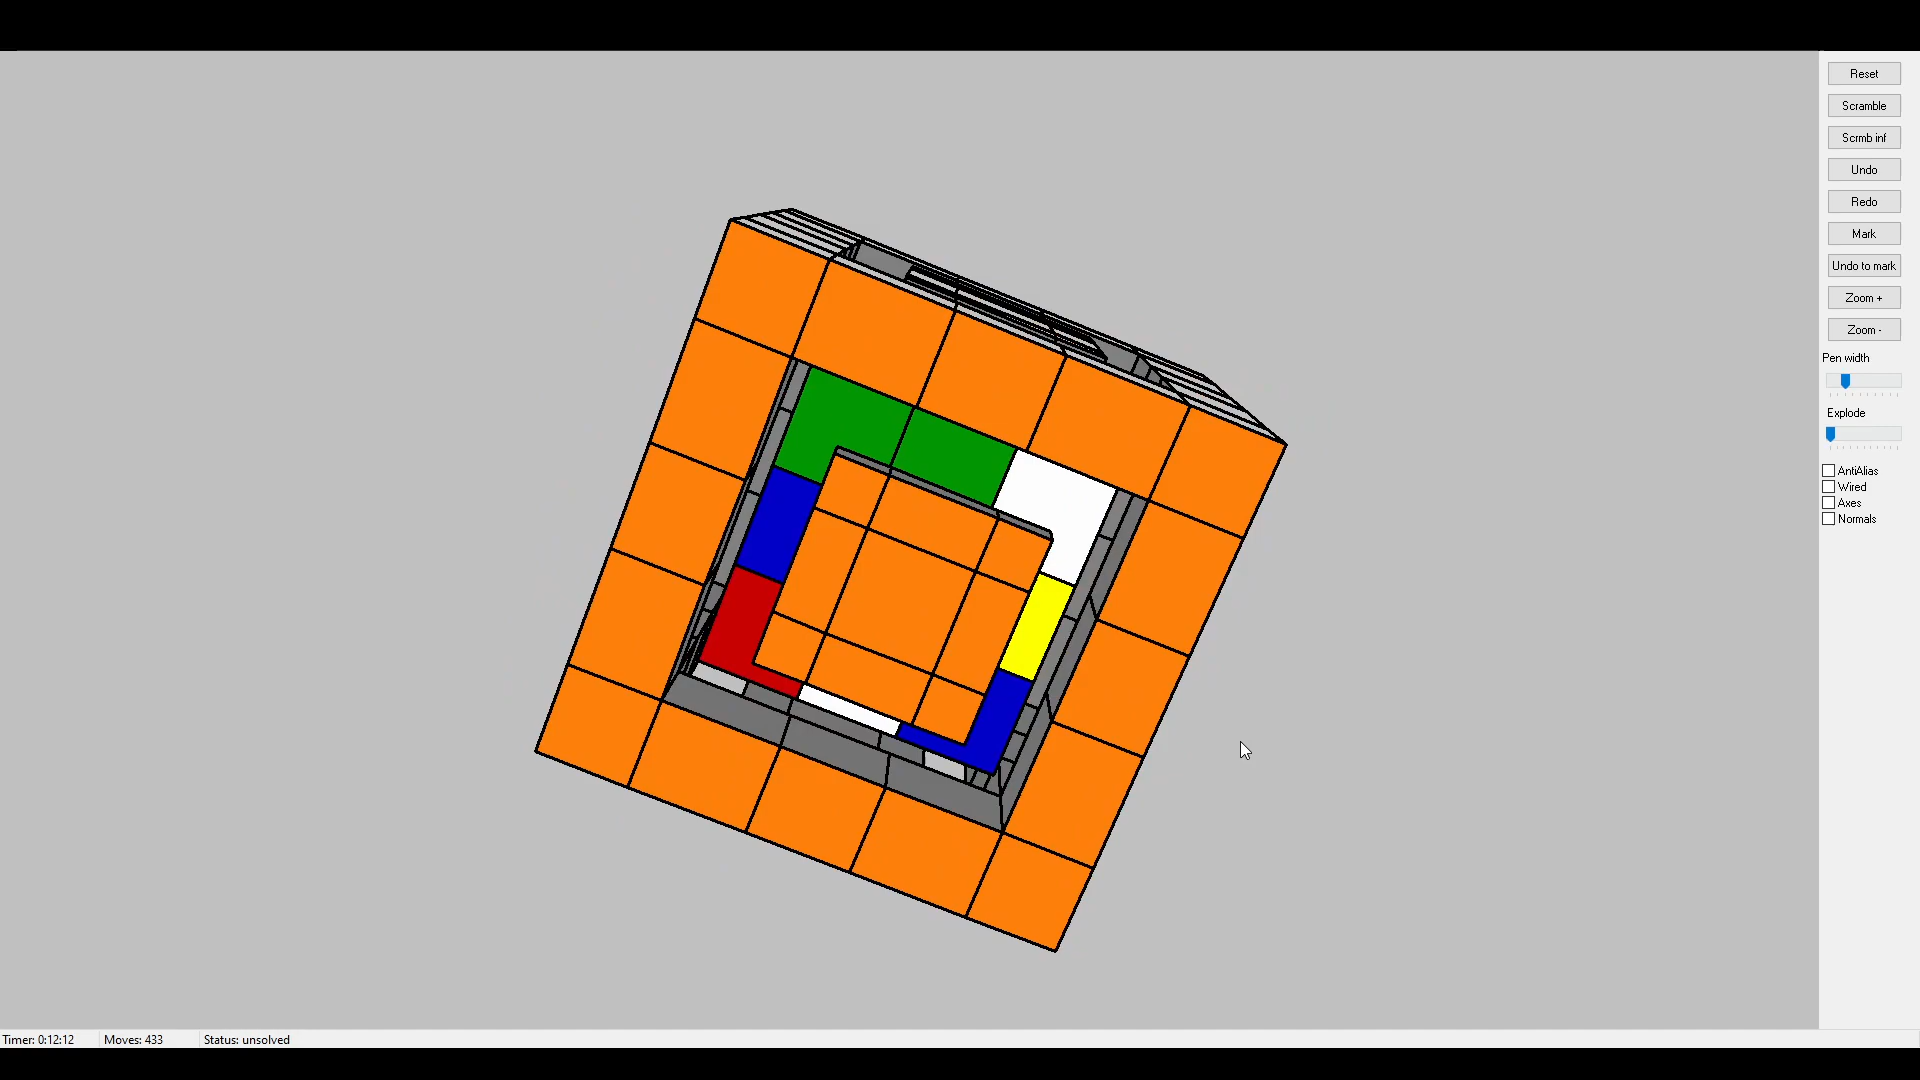 Reset
Scramble
Scrmb inf
Undo
Redo
Mark
Undo to mark
Zoom +
Zoom -
Pen width
Explode
AntiAlias
Wired
Axes
Normals
Timer: 0:12:12 Moves: 433 Status: unsolved